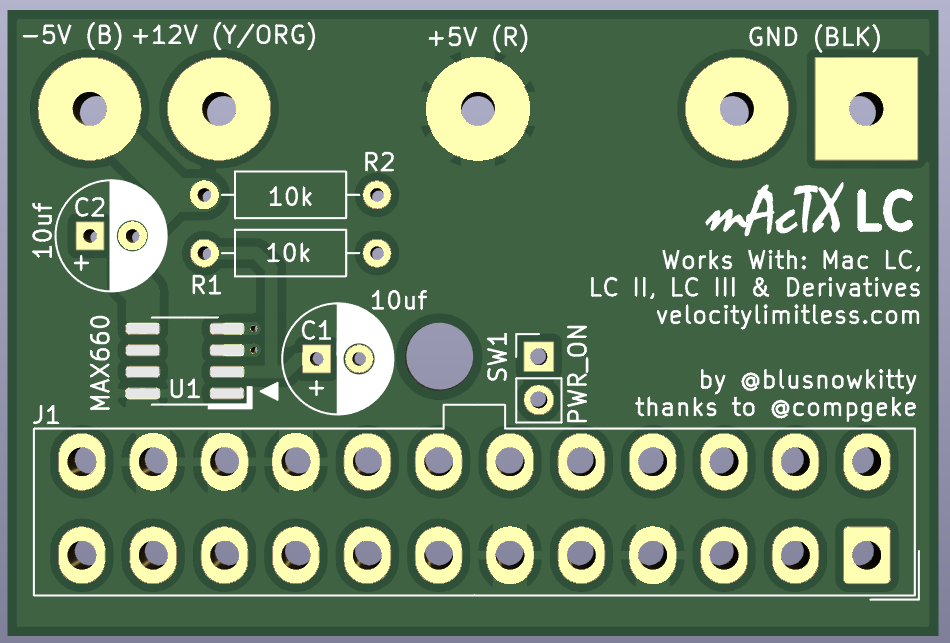 -5V (B) +12V (Y/ORG) +5V (R) GND (BLK)
R2
10k
C2
10uf
+
10k
R1
mAcTX LC
Works With: Mac LC,
LC II, LC III & Derivatives
velocitylimitless.com
10uf
C1
+
MAX660
U1
SW1
PWR_ON
by @blusnowkitty
thanks to @compgeke
J1